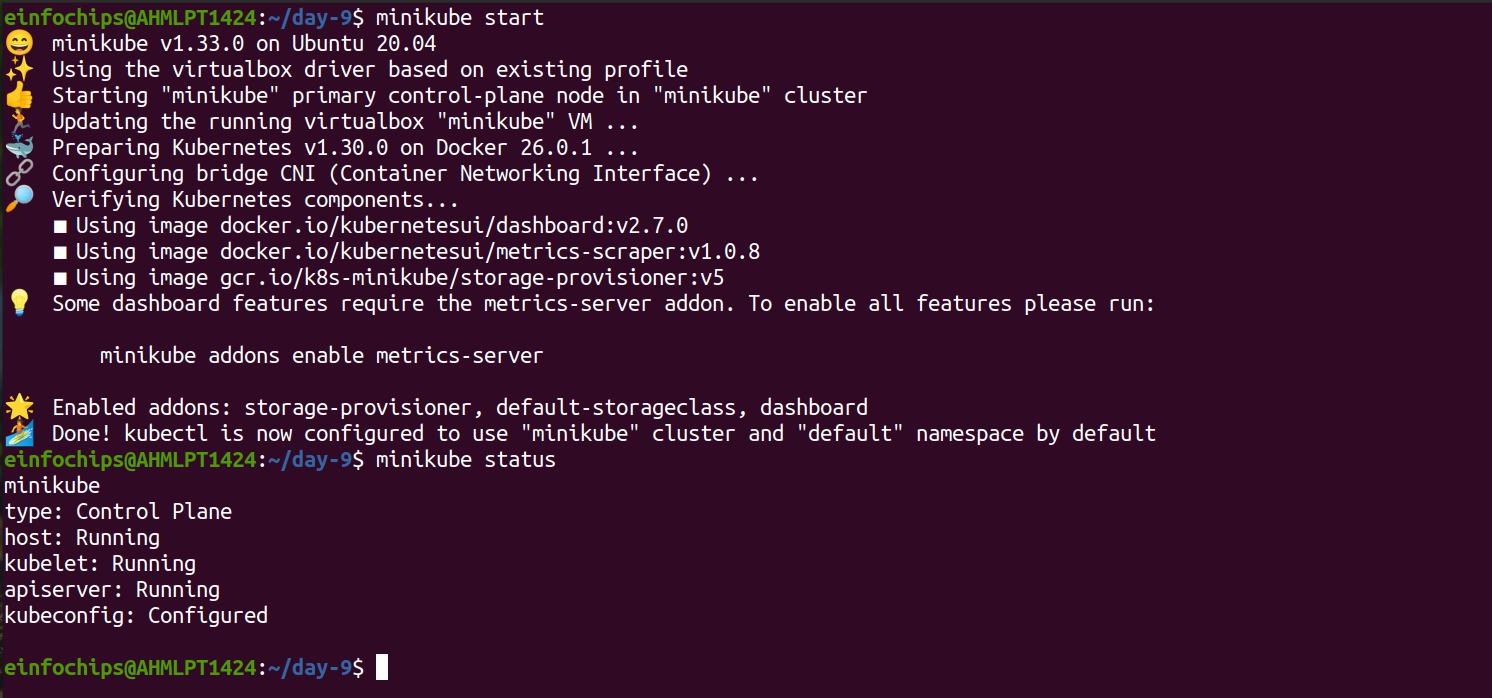 einfochips@AHMLPT1424:~/day-9$ minikube start
😄 minikube v1.33.0 on Ubuntu 20.04
✨ Using the virtualbox driver based on existing profile
👍 Starting "minikube" primary control-plane node in "minikube" cluster
🏃 Updating the running virtualbox "minikube" VM ...
🐳 Preparing Kubernetes v1.30.0 on Docker 26.0.1 ...
🔗 Configuring bridge CNI (Container Networking Interface) ...
🔎 Verifying Kubernetes components...
■ Using image docker.io/kubernetesui/dashboard:v2.7.0
■ Using image docker.io/kubernetesui/metrics-scraper:v1.0.8
■ Using image gcr.io/k8s-minikube/storage-provisioner:v5
💡 Some dashboard features require the metrics-server addon. To enable all features please run:
minikube addons enable metrics-server
🌟 Enabled addons: storage-provisioner, default-storageclass, dashboard
🏄 Done! kubectl is now configured to use "minikube" cluster and "default" namespace by default
einfochips@AHMLPT1424:~/day-9$ minikube status
minikube
type: Control Plane
host: Running
kubelet: Running
apiserver: Running
kubeconfig: Configured
einfochips@AHMLPT1424:~/day-9$